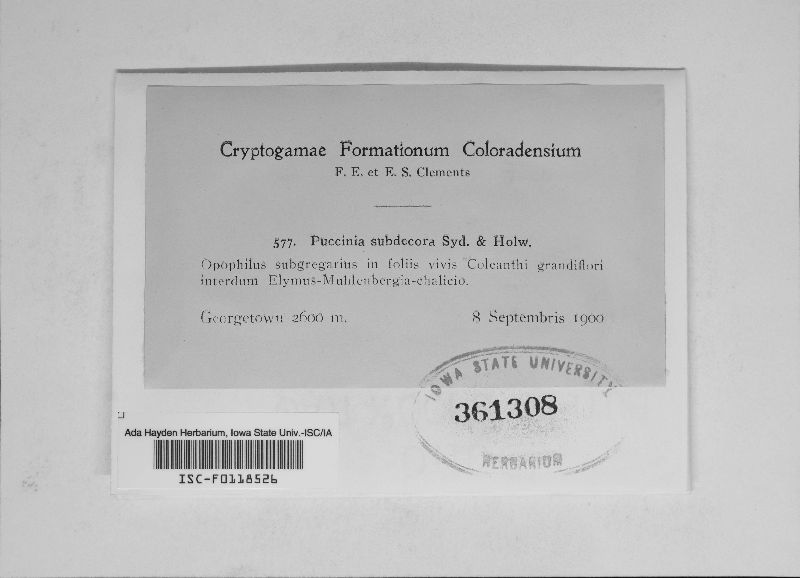 Cryptogamae Formationum Coloradensium
F. E. et E. S. Clements
577. Puccinia subdecora Syd. & Holw.
Opophilus subgregarius in foliis vivis Coleanthi grandiflori
interdum Elymus-Muhlenbergia-chalicio.
Georgetown 2600 m.
8 Septembris 1900
IOWA STATE UNIVERSITY
361308
HERBARIUM
Ada Hayden Herbarium, Iowa State Univ.-ISC/IA
ISC-F0118526